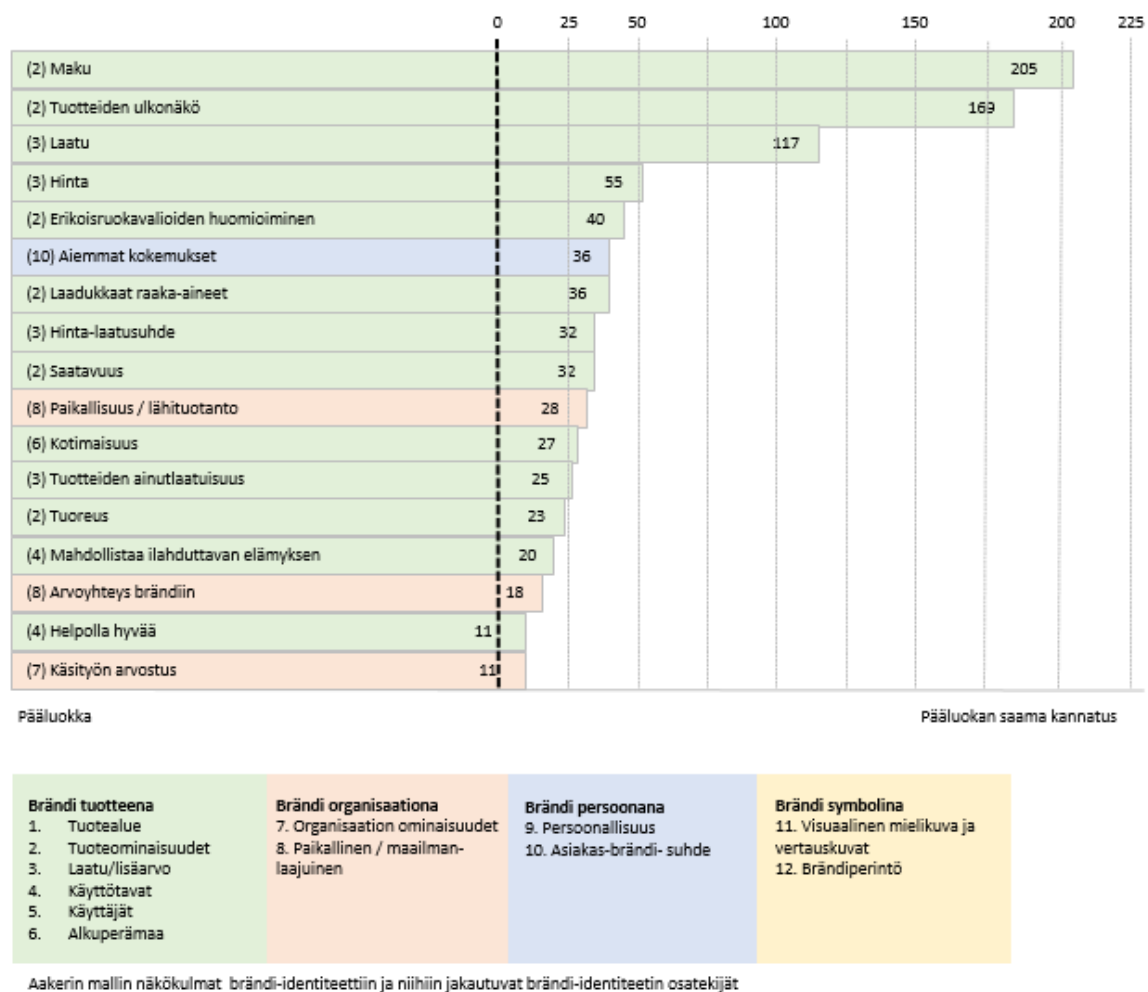 0 25 50 100 150 200 225
(2) Maku 205
(2) Tuotteiden ulkonäkö 169
(3) Laatu 117
(3) Hinta 55
(2) Erikoisruokavalioiden huomioiminen 40
(10) Aiemmat kokemukset 36
(2) Laadukkaat raaka-aineet 36
(3) Hinta-laatusuhde 32
(2) Saatavuus 32
(8) Paikallisuus / lähituotanto 28
(6) Kotimaisuus 27
(3) Tuotteiden ainutlaatuisuus 25
(2) Tuoreus 23
(4) Mahdollistaa ilahduttavan elämyksen 20
(8) Arvoyhteys brändiin 18
(4) Helpolla hyvää 11
(7) Käsityön arvostus 11
Pääluokka Pääluokan saama kannatus
Brändi tuotteena
1. Tuotealue
2. Tuoteominaisuudet
3. Laatu/lisäarvo
4. Käyttötavat
5. Käyttäjät
6. Alkuperämaa
Brändi organisaationa
7. Organisaation ominaisuudet
8. Paikallinen / maailman-
laajuinen
Brändi persoonana
9. Persoonallisuus
10. Asiakas-brändi- suhde
Brändi symbolina
11. Visuaalinen mielikuva ja
vertauskuvat
12. Brändiperintö
Aakerin mallin näkökulmat brändi-identiteettiin ja niihiin jakautuvat brändi-identiteetin osatekijät